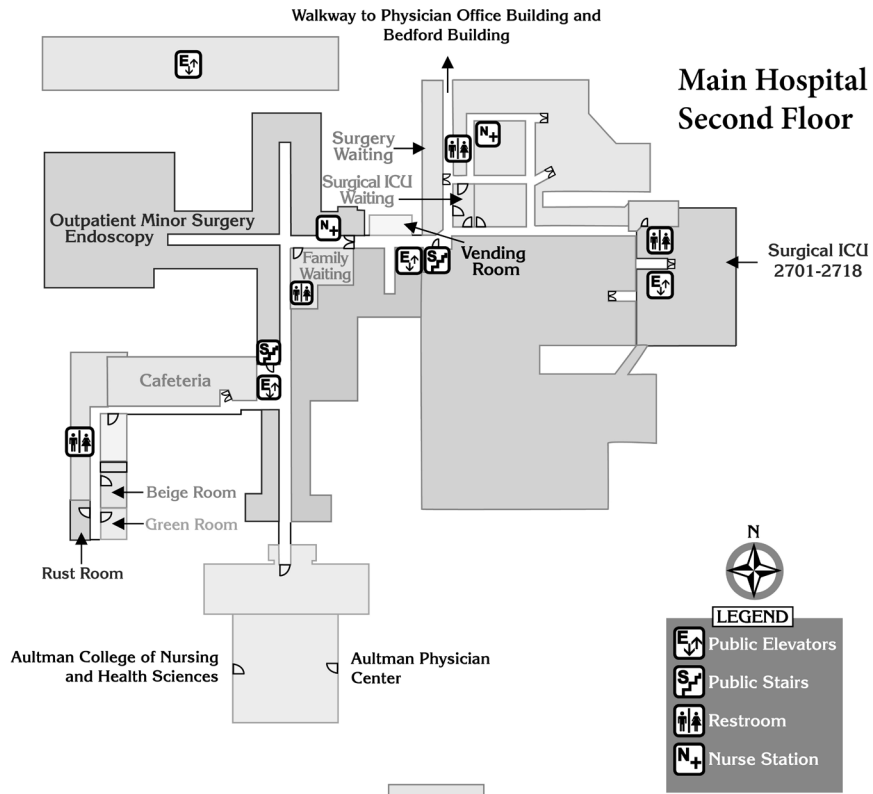 Walkway to Physician Office Building and
Bedford Building
E
Main Hospital
Second Floor
Surgery
Waiting
N+
Surgical ICU
Waiting
Outpatient Minor Surgery
Endoscopy
N+
Family
Waiting
E
S
Vending
Room
E
Surgical ICU
2701-2718
S
Cafeteria
E
Beige Room
Green Room
Rust Room
N
LEGEND
E Public Elevators
S Public Stairs
Restroom
N+ Nurse Station
Aultman College of Nursing
and Health Sciences
Aultman Physician
Center